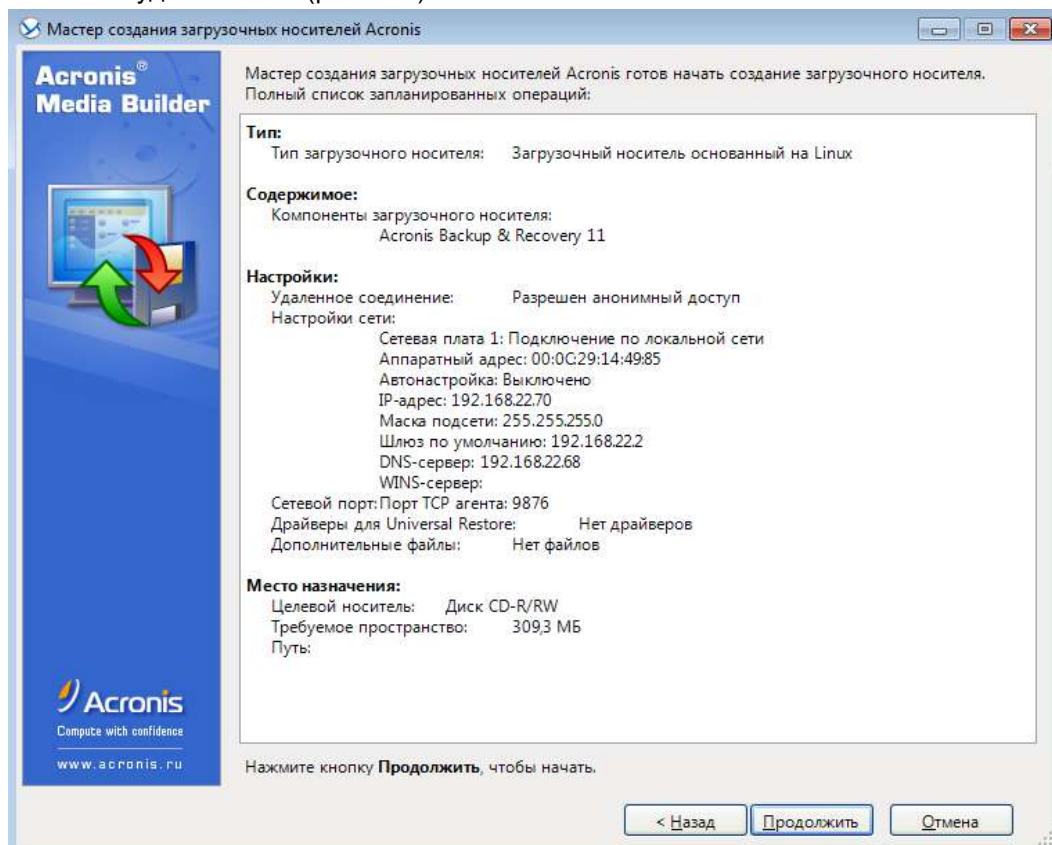 Мастер создания загрузочных носителей Acronis
Acronis®
Media Builder
Мастер создания загрузочных носителей Acronis готов начать создание загрузочного носителя.
Полный список запланированных операций:
Тип:
Тип загрузочного носителя: Загрузочный носитель основанный на Linux
Содержимое:
Компоненты загрузочного носителя:
Acronis Backup & Recovery 11
Настройки:
Удаленное соединение: Разрешен анонимный доступ
Настройки сети:
Сетевая плата 1: Подключение по локальной сети
Аппаратный адрес: 00:0C:29:14:49:85
Автонастройка: Выключено
IP-адрес: 192.168.22.70
Маска подсети: 255.255.255.0
Шлюз по умолчанию: 192.168.22.2
DNS-сервер: 192.168.22.68
WINS-сервер:
Сетевой порт: Порт TCP агента: 9876
Драйверы для Universal Restore: Нет драйверов
Дополнительные файлы: Нет файлов
Место назначения:
Целевой носитель: Диск CD-R/RW
Требуемое пространство: 309,3 МБ
Путь:
Acronis
Compute with confidence
www.acronis.ru
Нажмите кнопку Продолжить, чтобы начать.
< Назад Продолжить Отмена